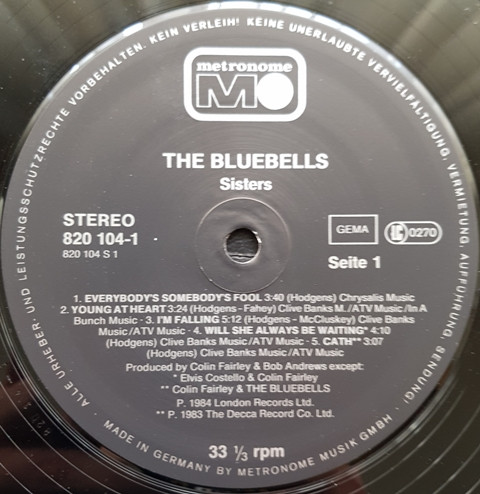 ALLE URHEBER- UND LEISTUNGSSCHUTZRECHTE VORBEHALTEN. KEIN VERLEIH! KEINE UNERLAUBTE VERVIELFÄLTIGUNG, VERMIETUNG, AUFFÜHRUNG, SENDUNG!
metronome
M
THE BLUEBELLS
Sisters
STEREO
820 104-1
820 104 S 1
GEMA
LC 0270
Seite 1
1. EVERYBODY'S SOMEBODY'S FOOL 3:40 (Hodgens) Chrysalis Music
2. YOUNG AT HEART 3:24 (Hodgens - Fahey) Clive Banks M./ATV Music/In A
Bunch Music · 3. I'M FALLING 5:12 (Hodgens - McCluskey) Clive Banks
Music/ATV Music · 4. WILL SHE ALWAYS BE WAITING* 4:10
(Hodgens) Clive Banks Music/ATV Music · 5. CATH** 3:07
(Hodgens) Clive Banks Music/ATV Music
Produced by Colin Fairley & Bob Andrews except:
* Elvis Costello & Colin Fairley
** Colin Fairley & THE BLUEBELLS
P. 1984 London Records Ltd.
** P. 1983 The Decca Record Co. Ltd.
33 1/3 rpm
· MADE IN GERMANY BY METRONOME MUSIK GMBH ·